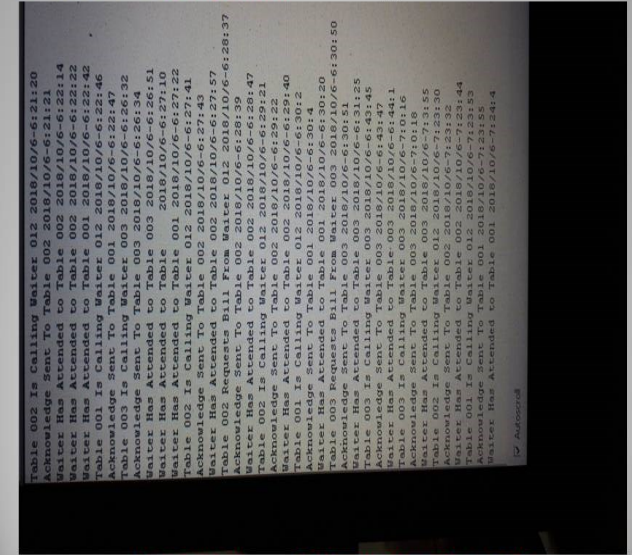 Table 002 Is Calling Waiter 012 2018/10/6-6:21:20
Acknowledge Sent To Table 002 2018/10/6-6:21:21
Waiter Has Attended to Table 002 2018/10/6-6:22:14
Waiter Has Attended to Table 002 2018/10/6-6:22:22
Waiter Has Attended to Table 001 2018/10/6-6:22:42
Table 001 Is Calling Waiter 012 2018/10/6-6:22:46
Acknowledge Sent To Table 001 2018/10/6-6:22:47
Table 003 Is Calling Waiter 003 2018/10/6-6:26:32
Acknowledge Sent To Table 003 2018/10/6-6:26:34
Waiter Has Attended to Table 003 2018/10/6-6:26:51
Waiter Has Attended to Table 2018/10/6-6:27:10
Waiter Has Attended to Table 001 2018/10/6-6:27:22
Table 002 Is Calling Waiter 012 2018/10/6-6:27:41
Acknowledge Sent To Table 002 2018/10/6-6:27:43
Waiter Has Attended to Table 002 2018/10/6-6:27:57
Table 002 Requests Bill From Waiter 012 2018/10/6-6:28:37
Acknowledge Sent To Table 002 2018/10/6-6:28:39
Waiter Has Attended to Table 002 2018/10/6-6:28:47
Table 002 Is Calling Waiter 012 2018/10/6-6:29:21
Acknowledge Sent To Table 002 2018/10/6-6:29:22
Waiter Has Attended to Table 002 2018/10/6-6:29:40
Table 001 Is Calling Waiter 012 2018/10/6-6:30:2
Acknowledge Sent To Table 001 2018/10/6-6:30:4
Waiter Has Attended to Table 001 2018/10/6-6:30:20
Table 003 Requests Bill From Waiter 003 2018/10/6-6:30:50
Acknowledge Sent To Table 003 2018/10/6-6:30:51
Waiter Has Attended to Table 003 2018/10/6-6:31:25
Table 003 Is Calling Waiter 003 2018/10/6-6:43:45
Acknowledge Sent To Table 003 2018/10/6-6:43:47
Waiter Has Attended to Table 003 2018/10/6-6:44:1
Table 003 Is Calling Waiter 003 2018/10/6-7:0:16
Acknowledge Sent To Table 003 2018/10/6-7:0:18
Waiter Has Attended to Table 003 2018/10/6-7:3:55
Table 002 Is Calling Waiter 012 2018/10/6-7:23:30
Acknowledge Sent To Table 002 2018/10/6-7:23:32
Waiter Has Attended to Table 002 2018/10/6-7:23:44
Table 001 Is Calling Waiter 012 2018/10/6-7:23:53
Acknowledge Sent To Table 001 2018/10/6-7:23:55
Waiter Has Attended to Table 001 2018/10/6-7:24:4
Autoscroll